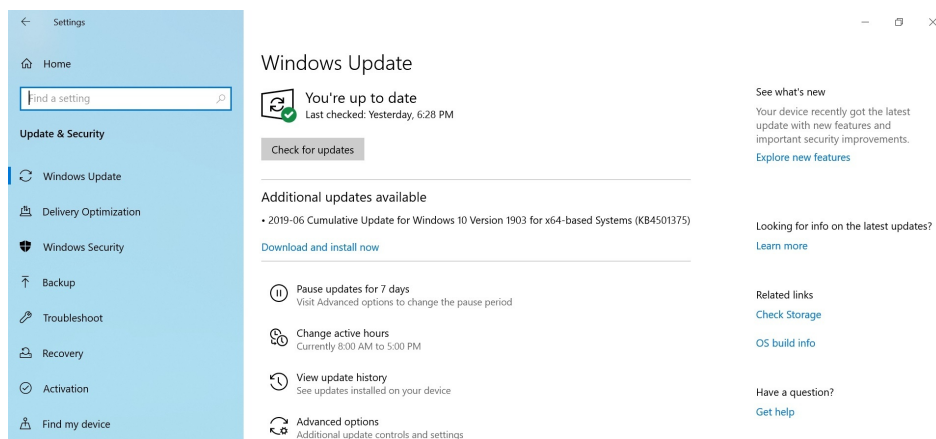 Settings
Home
Find a setting
Update & Security
Windows Update
Delivery Optimization
Windows Security
Backup
Troubleshoot
Recovery
Activation
Find my device
Windows Update
You're up to date
Last checked: Yesterday, 6:28 PM
Check for updates
Additional updates available
• 2019-06 Cumulative Update for Windows 10 Version 1903 for x64-based Systems (KB4501375)
Download and install now
Pause updates for 7 days
Visit Advanced options to change the pause period
Change active hours
Currently 8:00 AM to 5:00 PM
View update history
See updates installed on your device
Advanced options
Additional update controls and settings
See what's new
Your device recently got the latest
update with new features and
important security improvements.
Explore new features
Looking for info on the latest updates?
Learn more
Related links
Check Storage
OS build info
Have a question?
Get help